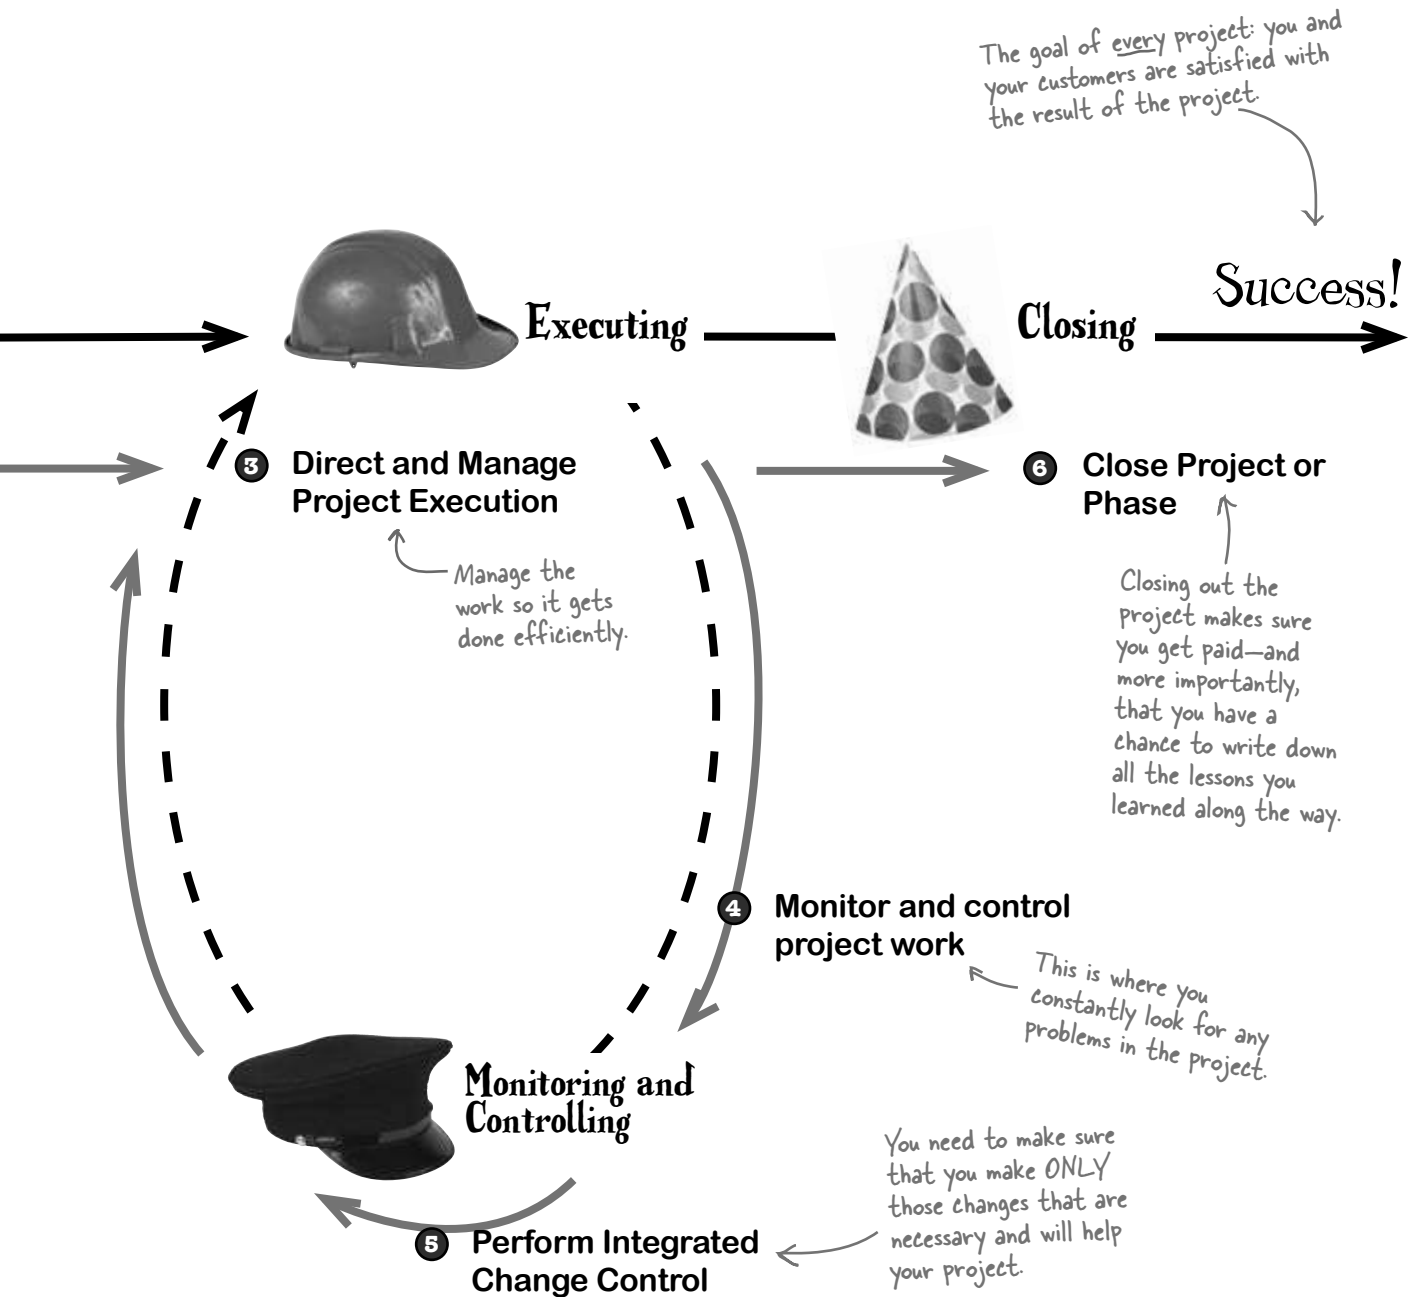 The goal of every project: you and
your customers are satisfied with
the result of the project.
Success!
Executing
Closing
3 Direct and Manage
Project Execution
Manage the
work so it gets
done efficiently.
6 Close Project or
Phase
Closing out the
project makes sure
you get paid—and
more importantly,
that you have a
chance to write down
all the lessons you
learned along the way.
4 Monitor and control
project work
This is where you
constantly look for any
problems in the project.
Monitoring and
Controlling
You need to make sure
that you make ONLY
those changes that are
necessary and will help
your project.
5 Perform Integrated
Change Control